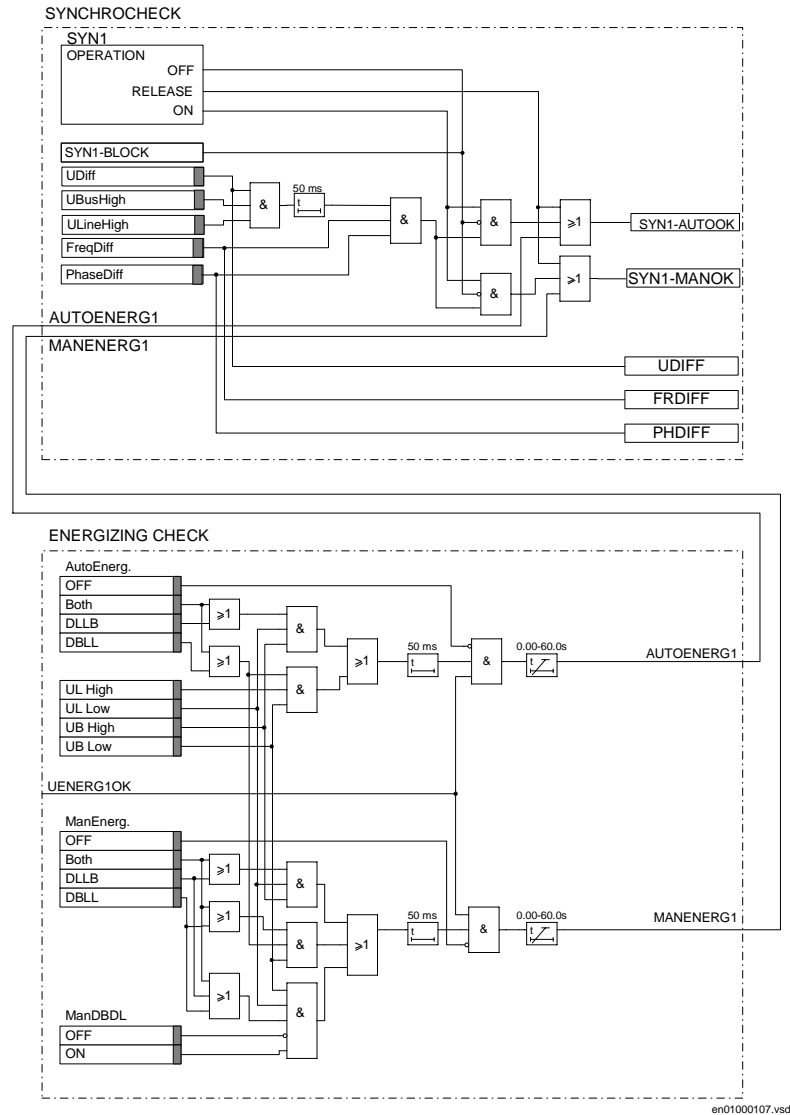 SYNCHROCHECK
SYN1
OPERATION
OFF
RELEASE
ON
SYN1-BLOCK
UDiff
UBusHigh
ULineHigh
FreqDiff
PhaseDiff
&
50 ms
t
&
&
&
≥1
≥1
SYN1-AUTOOK
SYN1-MANOK
AUTOENERG1
MANENERG1
UDIFF
FRDIFF
PHDIFF
ENERGIZING CHECK
AutoEnerg.
OFF
Both
DLLB
DBLL
UL High
UL Low
UB High
UB Low
≥1
≥1
&
&
≥1
50 ms
t
&
0.00-60.0s
t
AUTOENERG1
UENERG1OK
ManEnerg.
OFF
Both
DLLB
DBLL
≥1
≥1
≥1
&
&
&
≥1
50 ms
t
&
0.00-60.0s
t
MANENERG1
ManDBDL
OFF
ON
en01000107.vsd